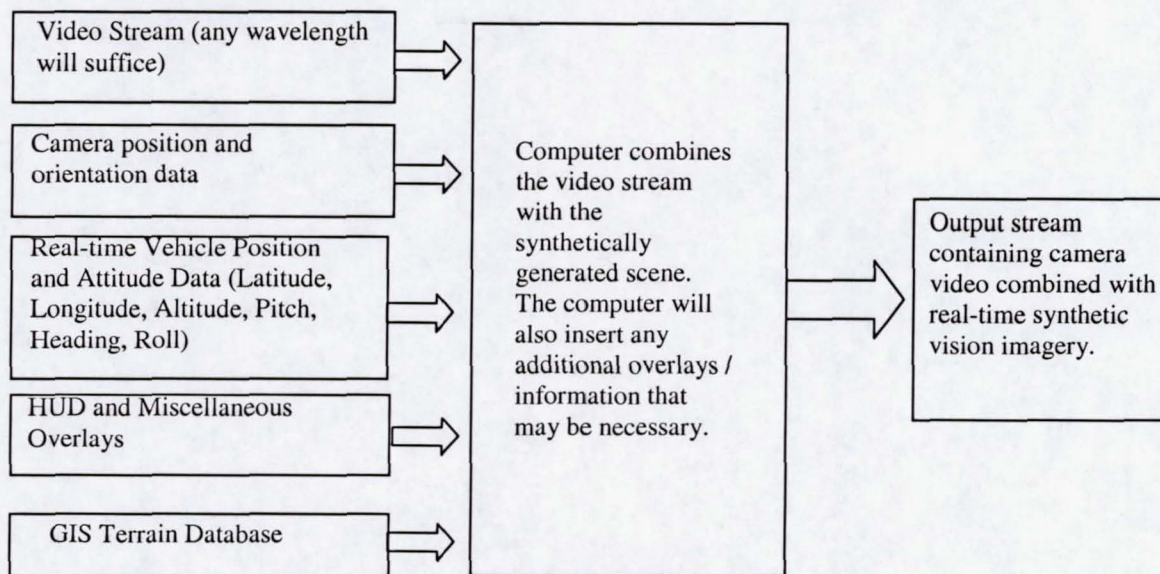 Video Stream (any wavelength
will suffice)
Camera position and
orientation data
Real-time Vehicle Position
and Attitude Data (Latitude,
Longitude, Altitude, Pitch,
Heading, Roll)
HUD and Miscellaneous
Overlays
GIS Terrain Database
Computer combines
the video stream
with the
synthetically
generated scene.
The computer will
also insert any
additional overlays /
information that
may be necessary.
Output stream
containing camera
video combined with
real-time synthetic
vision imagery.